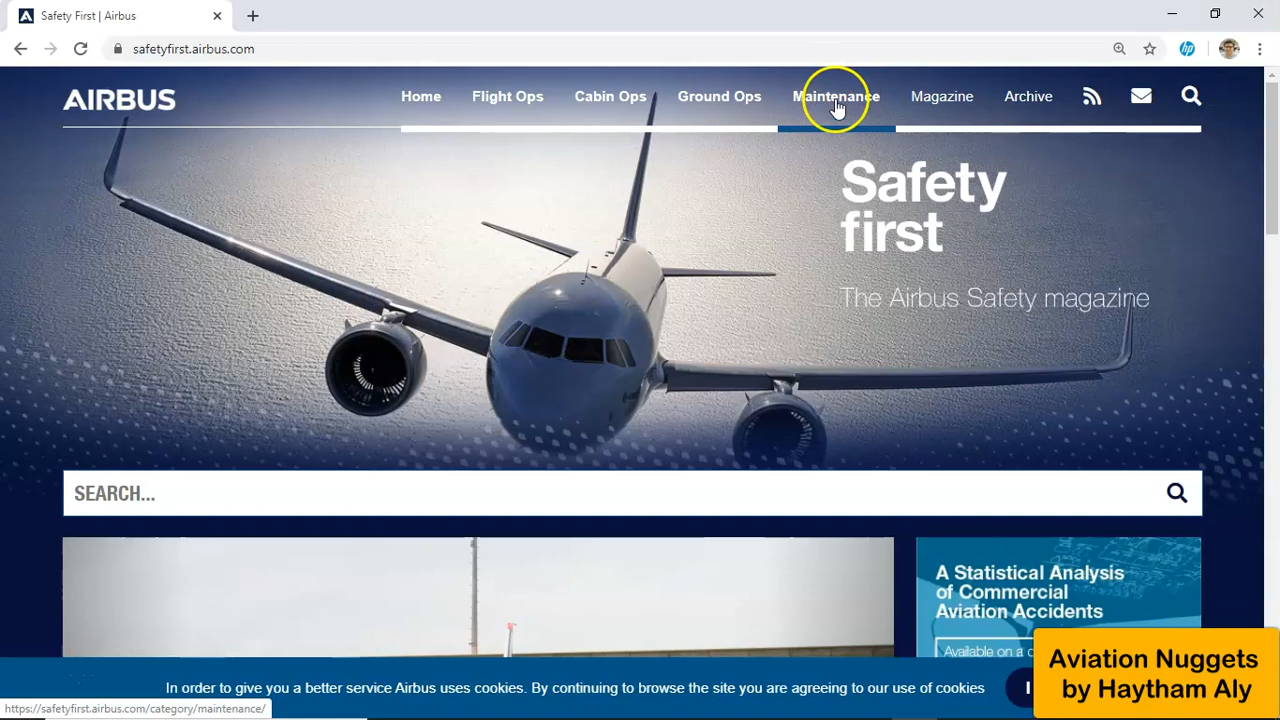 Safety First | Airbus
safetyfirst.airbus.com
AIRBUS
Home Flight Ops Cabin Ops Ground Ops Maintenance Magazine Archive
Safety
first
The Airbus Safety magazine
SEARCH...
A Statistical Analysis
of Commercial
Aviation Accidents
Available on a
In order to give you a better service Airbus uses cookies. By continuing to browse the site you are agreeing to our use of cookies
I
Aviation Nuggets
by Haytham Aly
https://safetyfirst.airbus.com/category/maintenance/